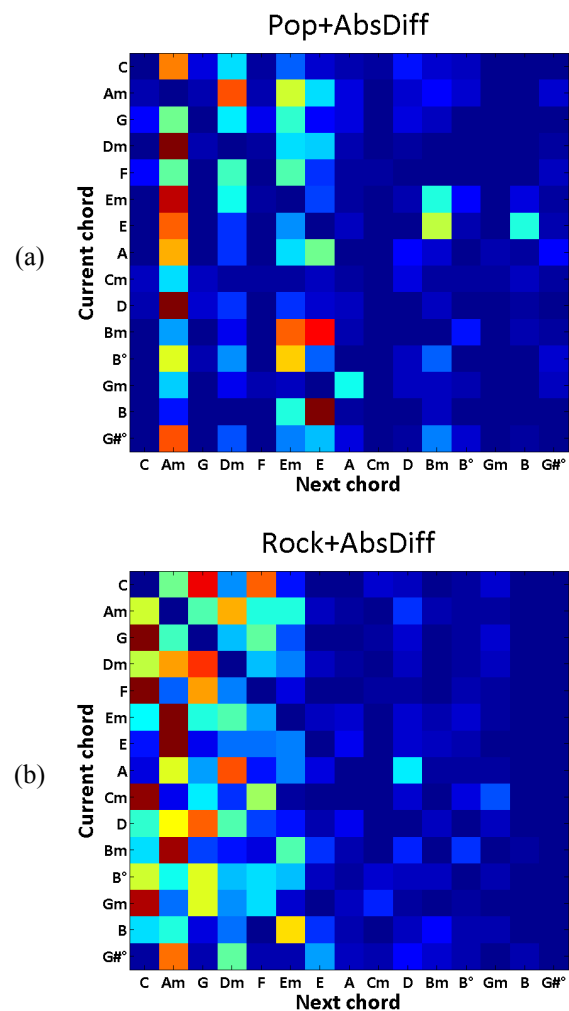 Pop+AbsDiff
C
Am
G
Dm
F
Em
E
A
Cm
D
Bm
B°
Gm
B
G#°
Current chord
(a)
C Am G Dm F Em E A Cm D Bm B° Gm B G#°
Next chord
Rock+AbsDiff
C
Am
G
Dm
F
Em
E
A
Cm
D
Bm
B°
Gm
B
G#°
Current chord
(b)
C Am G Dm F Em E A Cm D Bm B° Gm B G#°
Next chord